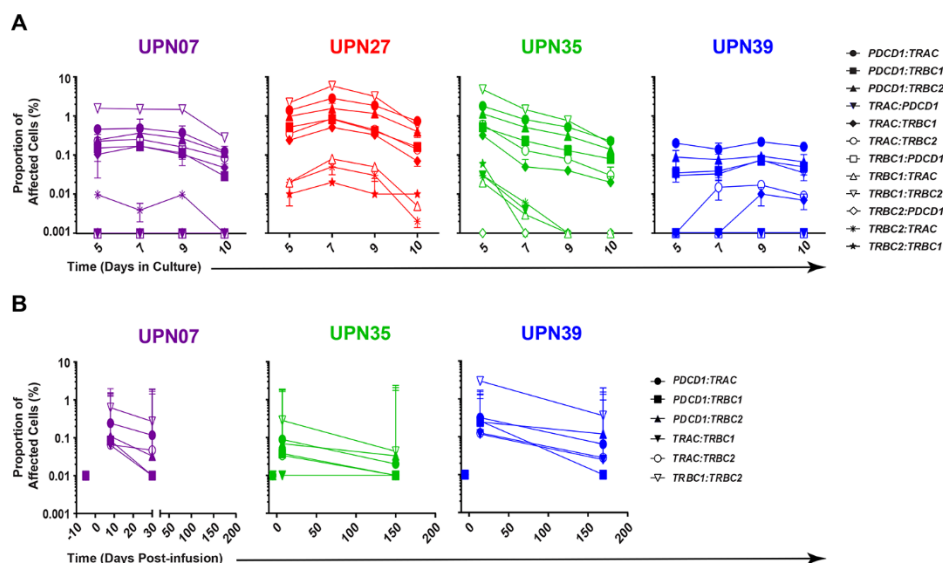 A
UPN07 UPN27 UPN35 UPN39
Proportion of
Affected Cells (%)
10
1
0.1
0.01
0.001
5 7 9 10 5 7 9 10 5 7 9 10 5 7 9 10
Time (Days in Culture)
PDCD1:TRAC
PDCD1:TRBC1
PDCD1:TRBC2
TRAC:PDCD1
TRAC:TRBC1
TRAC:TRBC2
TRBC1:PDCD1
TRBC1:TRAC
TRBC1:TRBC2
TRBC2:PDCD1
TRBC2:TRAC
TRBC2:TRBC1
B
UPN07 UPN35 UPN39
Proportion of
Affected Cells (%)
10
1
0.1
0.01
0.001
-10 0 10 20 30 50 100 150 200 0 50 100 150 200 0 50 100 150 200
Time (Days Post-infusion)
PDCD1:TRAC
PDCD1:TRBC1
PDCD1:TRBC2
TRAC:TRBC1
TRAC:TRBC2
TRBC1:TRBC2